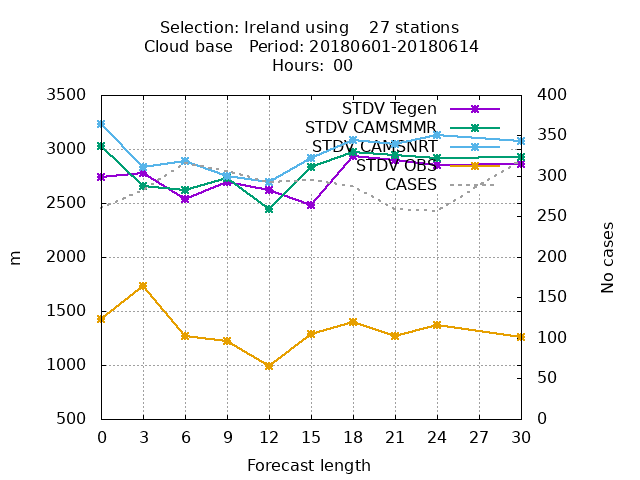 Selection: Ireland using 27 stations
Cloud base Period: 20180601-20180614
Hours: 00
3500
3000
2500
2000
1500
1000
500
m
400
350
300
250
200
150
100
50
0
No cases
STDV Tegen
STDV CAMSMMR
STDV CAMSNRT
STDV OBS
CASES
0 3 6 9 12 15 18 21 24 27 30
Forecast length